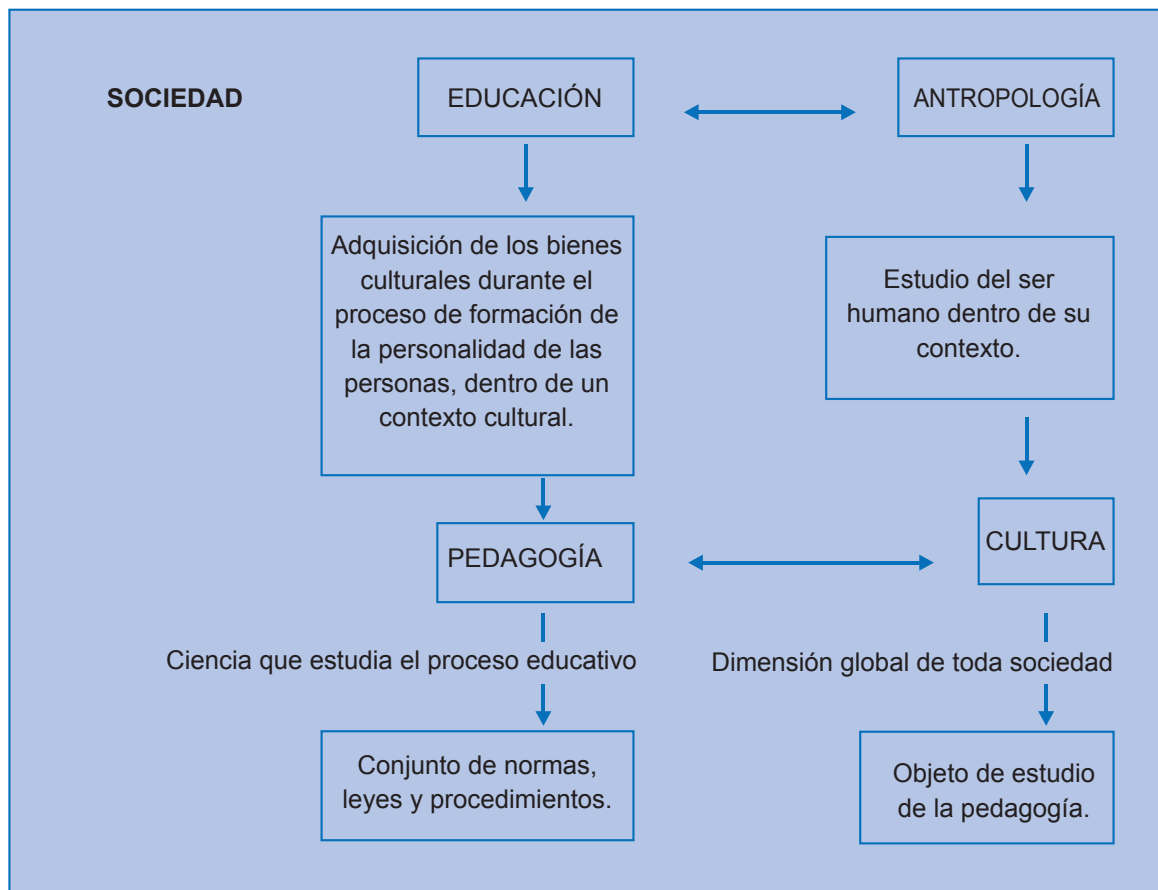 SOCIEDAD
EDUCACIÓN
ANTROPOLOGÍA
Adquisición de los bienes
culturales durante el
proceso de formación de
la personalidad de las
personas, dentro de un
contexto cultural.
Estudio del ser
humano dentro de su
contexto.
PEDAGOGÍA
CULTURA
Ciencia que estudia el proceso educativo
Dimensión global de toda sociedad
Conjunto de normas,
leyes y procedimientos.
Objeto de estudio
de la pedagogía.